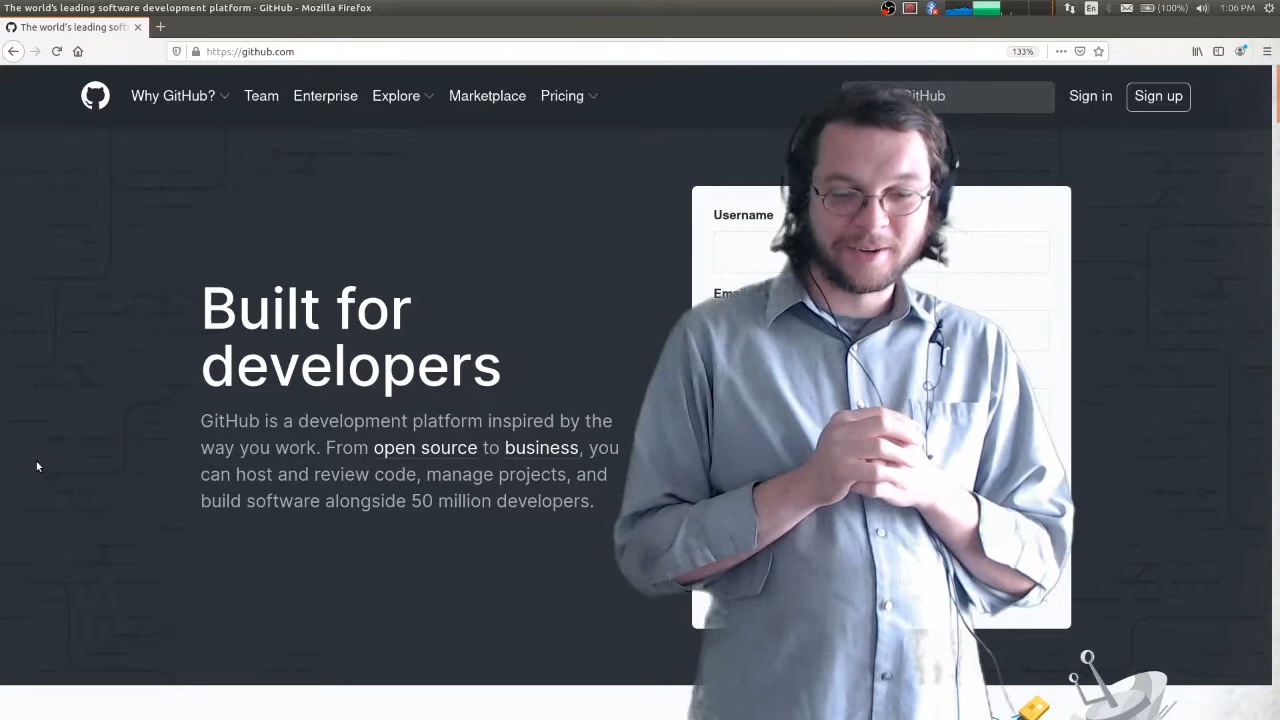 The world's leading software development platform · GitHub - Mozilla Firefox
En
(100%)
1:06 PM
The world's leading soft
https://github.com
133%
Why GitHub?
Team
Enterprise
Explore
Marketplace
Pricing
GitHub
Sign in
Sign up
Username
Built for
developers
GitHub is a development platform inspired by the
way you work. From open source to business, you
can host and review code, manage projects, and
build software alongside 50 million developers.